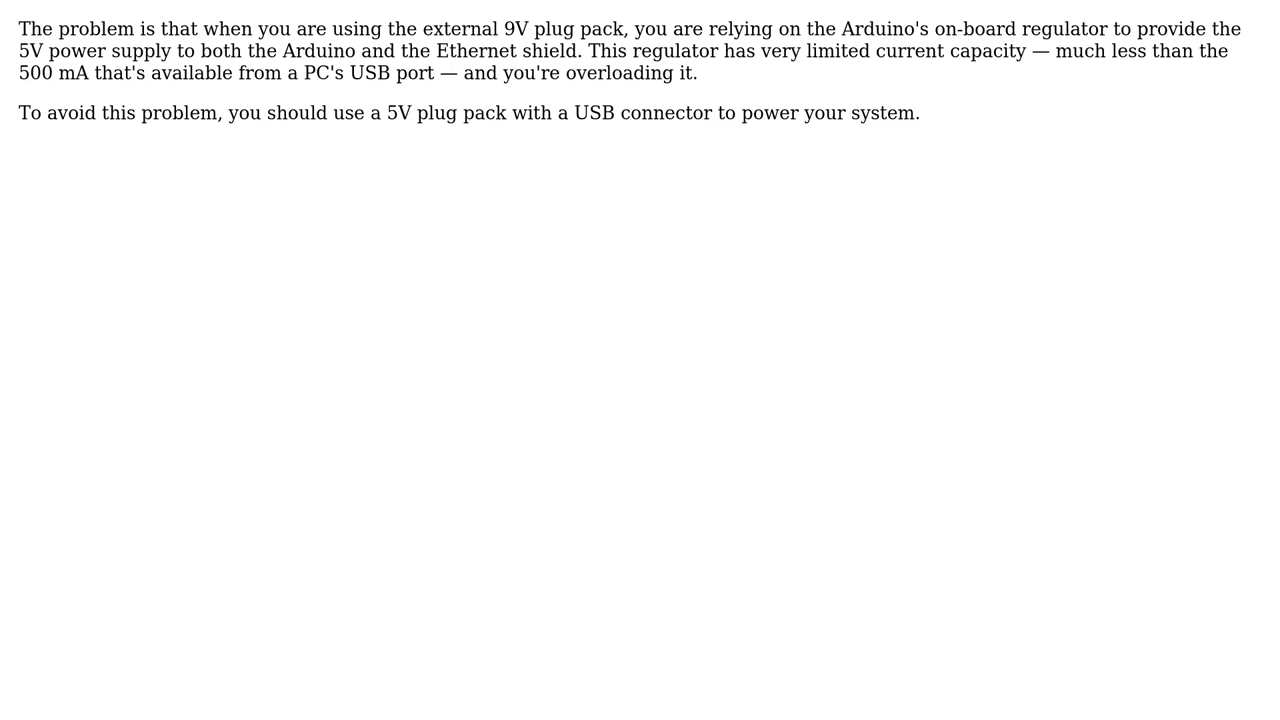 The problem is that when you are using the external 9V plug pack, you are relying on the Arduino's on-board regulator to provide the
5V power supply to both the Arduino and the Ethernet shield. This regulator has very limited current capacity — much less than the
500 mA that's available from a PC's USB port — and you're overloading it.
To avoid this problem, you should use a 5V plug pack with a USB connector to power your system.